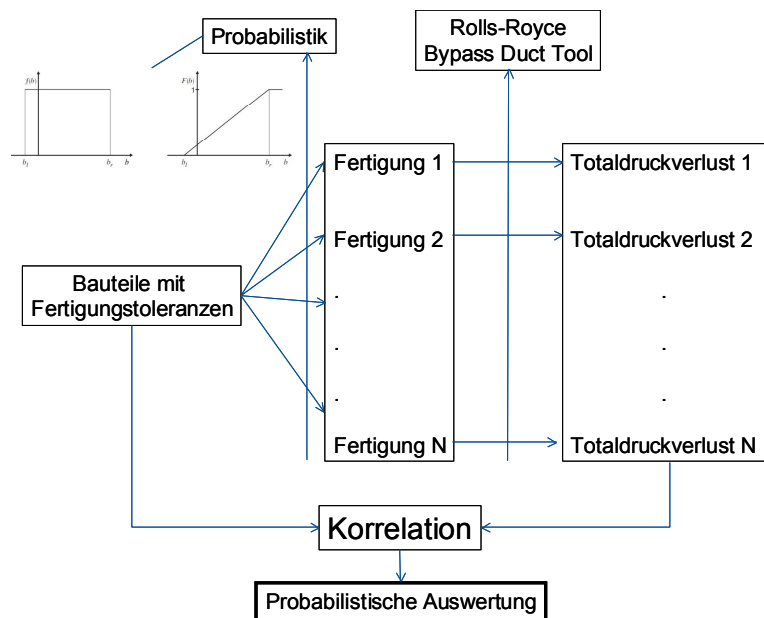 Probabilistik
Rolls-Royce
Bypass Duct Tool
f(b)
b
F(b)
1
b
Fertigung 1
Totaldruckverlust 1
Fertigung 2
Totaldruckverlust 2
Bauteile mit
Fertigungstoleranzen
.
.
.
.
.
.
Fertigung N
Totaldruckverlust N
Korrelation
Probabilistische Auswertung